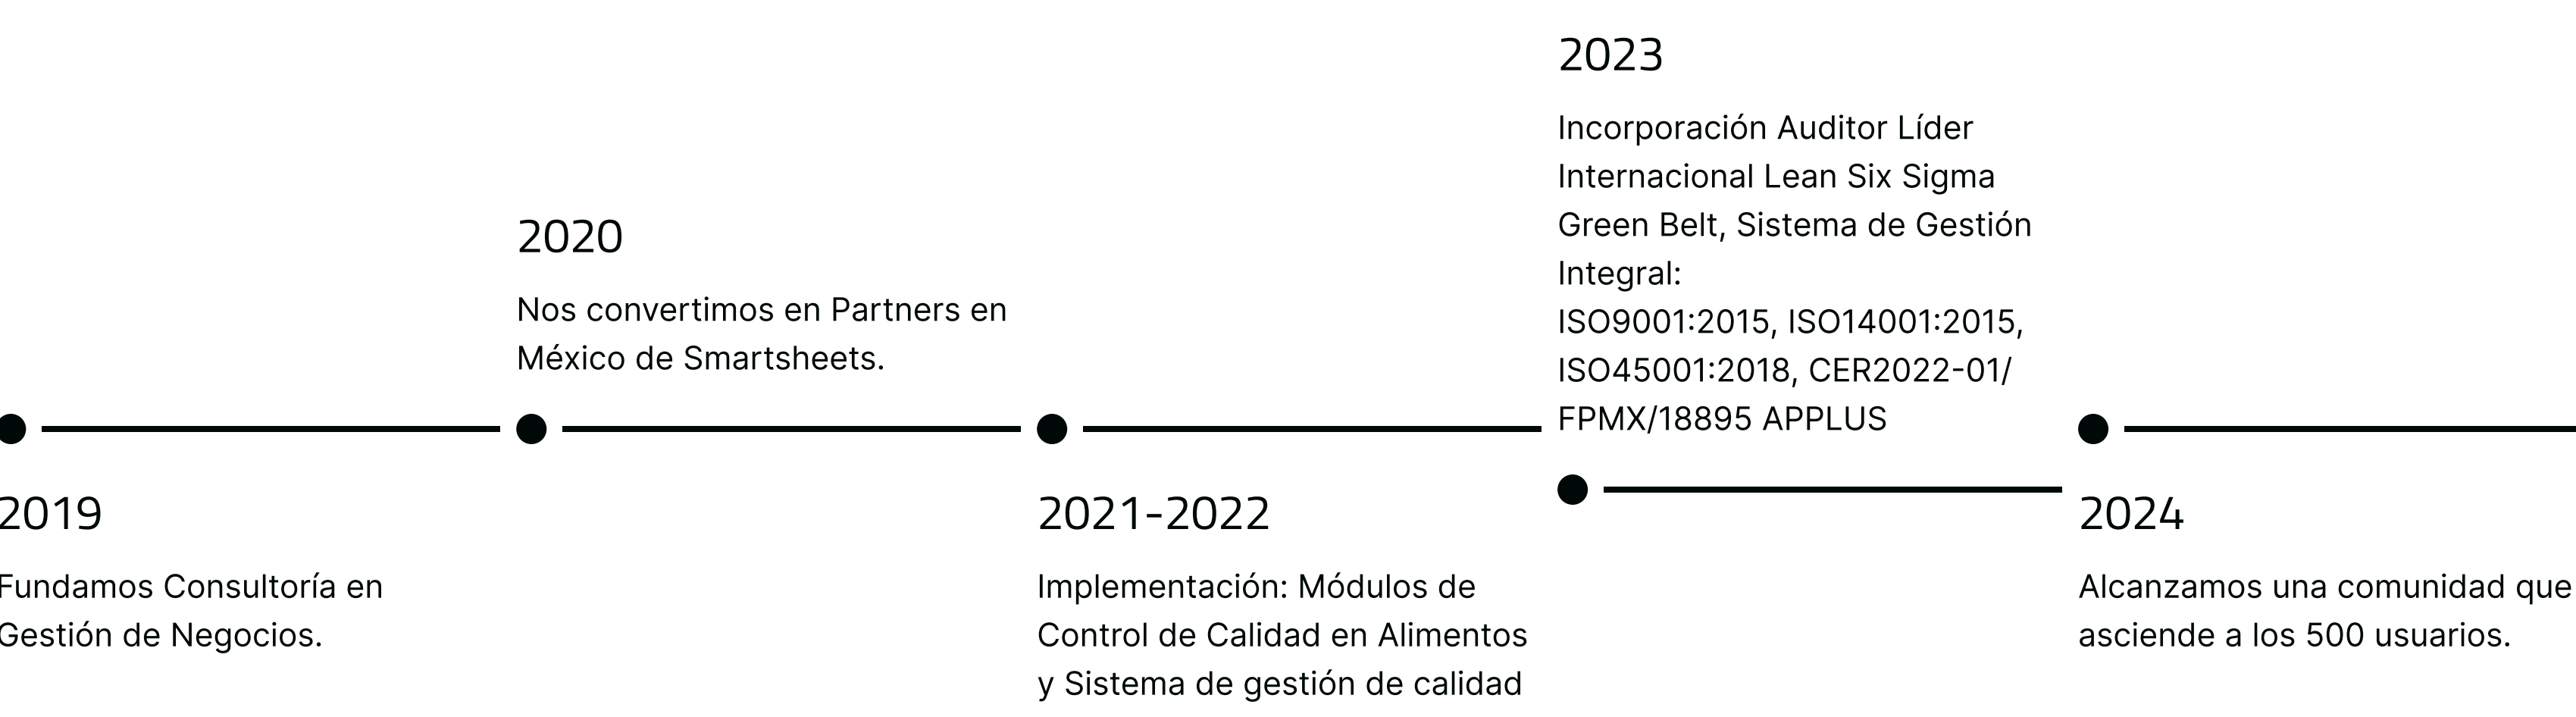 2019
Fundamos Consultoría en
Gestión de Negocios.
2020
Nos convertimos en Partners en
México de Smartsheets.
2021-2022
Implementación: Módulos de
Control de Calidad en Alimentos
y Sistema de gestión de calidad
2023
Incorporación Auditor Líder
Internacional Lean Six Sigma
Green Belt, Sistema de Gestión
Integral:
ISO9001:2015, ISO14001:2015,
ISO45001:2018, CER2022-01/
FPMX/18895 APPLUS
2024
Alcanzamos una comunidad que
asciende a los 500 usuarios.